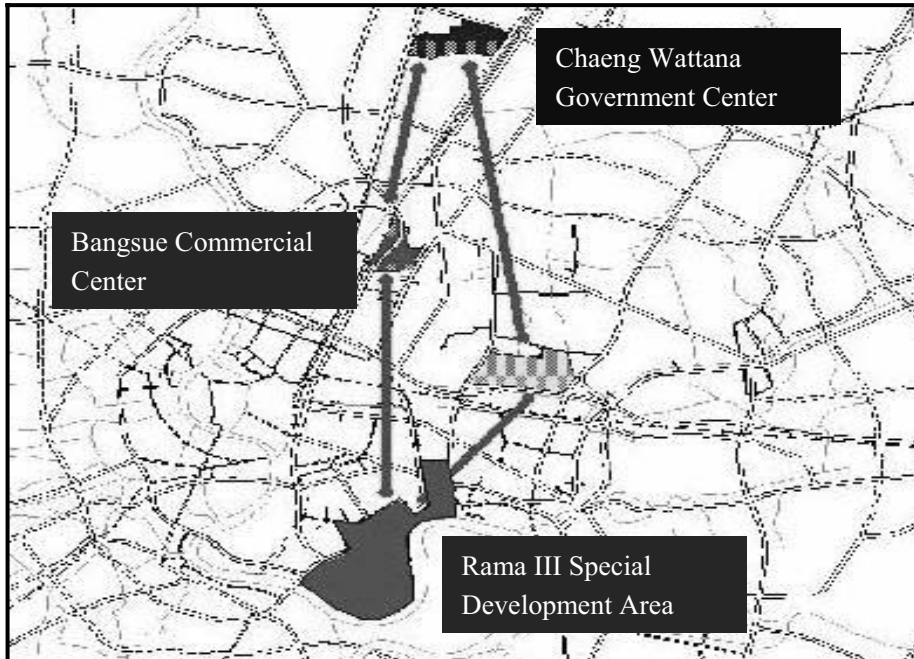 Chaeng Wattana
Government Center
Bangsue Commercial
Center
Rama III Special
Development Area